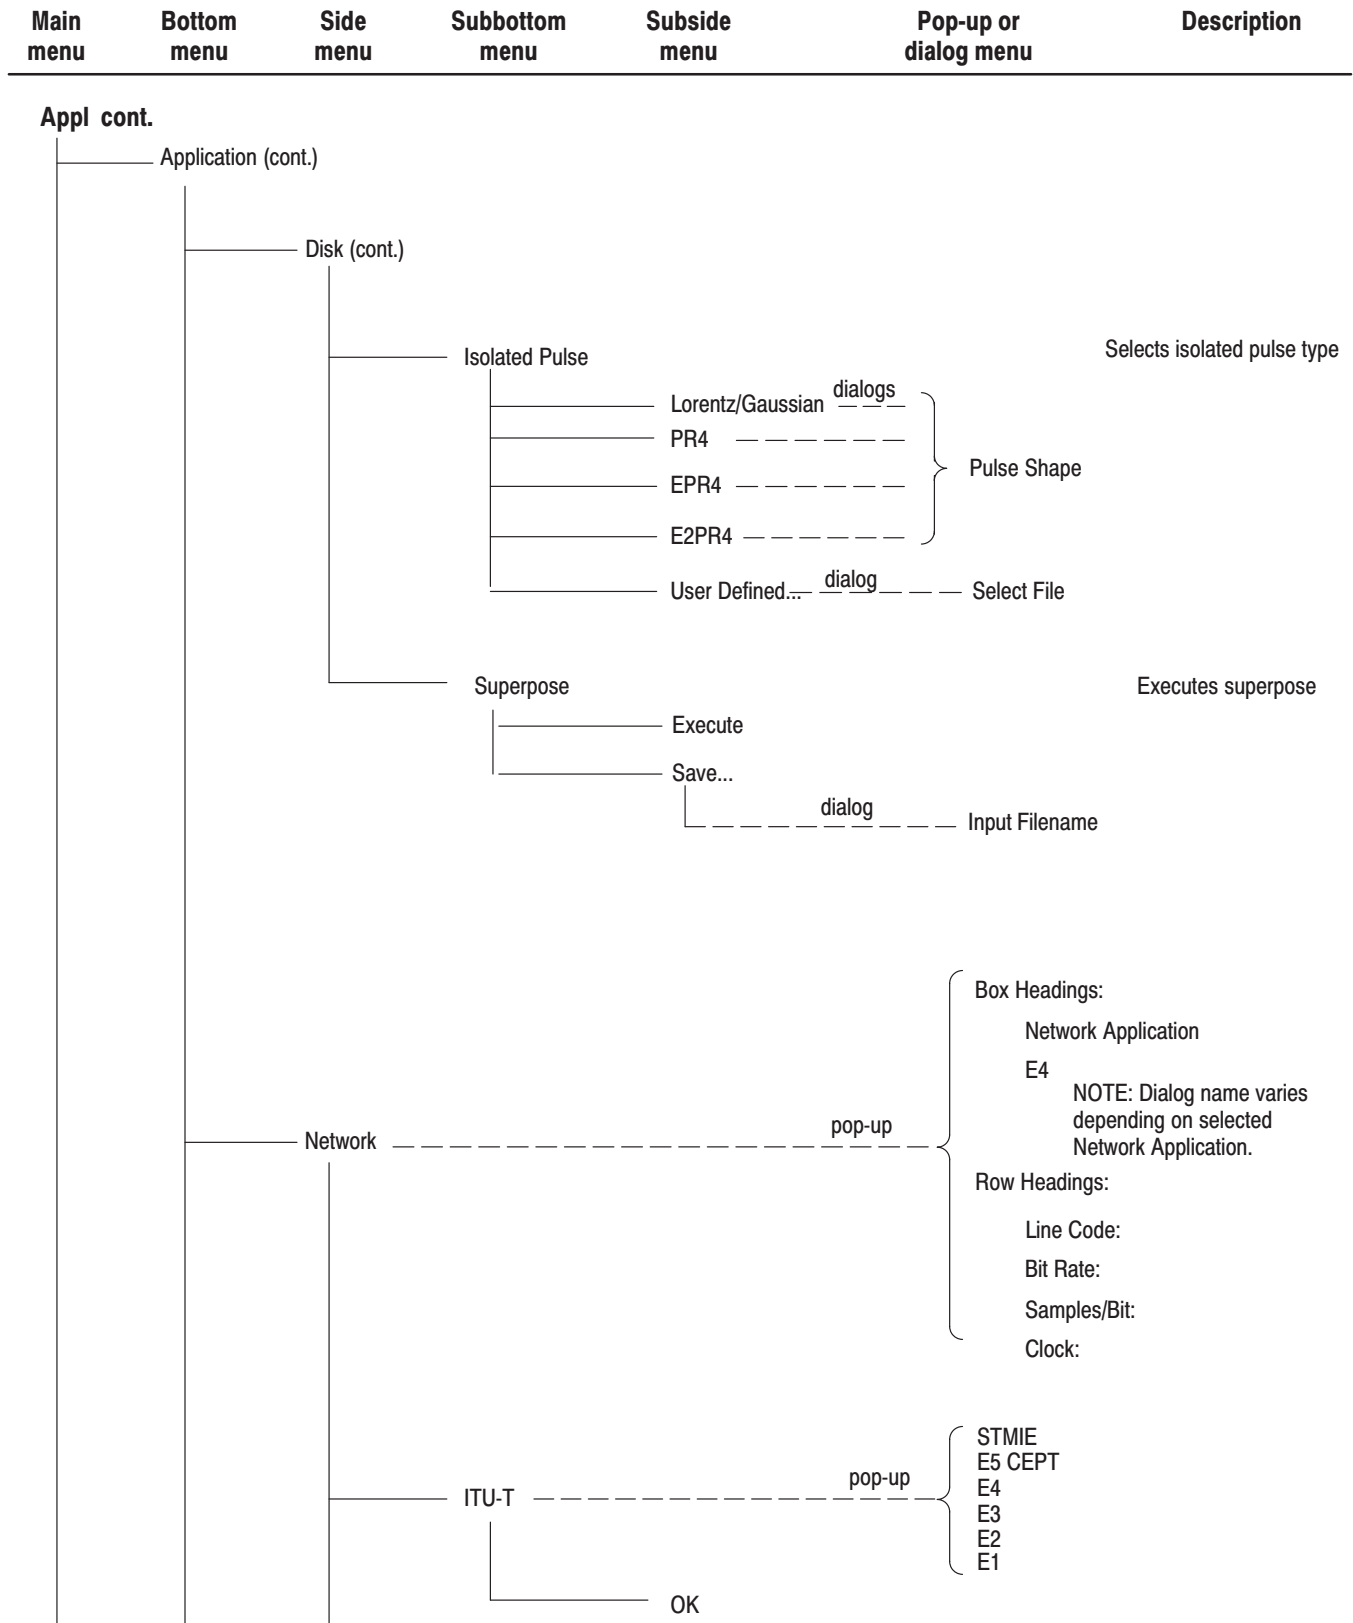 Main menu
Bottom menu
Side menu
Subbottom menu
Subside menu
Pop-up or dialog menu
Description
Appl cont.
Application (cont.)
Disk (cont.)
Isolated Pulse
Selects isolated pulse type
Lorentz/Gaussian
dialogs
PR4
Pulse Shape
EPR4
E2PR4
User Defined...
dialog
Select File
Superpose
Executes superpose
Execute
Save...
dialog
Input Filename
Box Headings:
Network Application
E4
NOTE: Dialog name varies
depending on selected
Network Application.
Network
pop-up
Row Headings:
Line Code:
Bit Rate:
Samples/Bit:
Clock:
ITU-T
pop-up
STMIE
E5 CEPT
E4
E3
E2
E1
OK